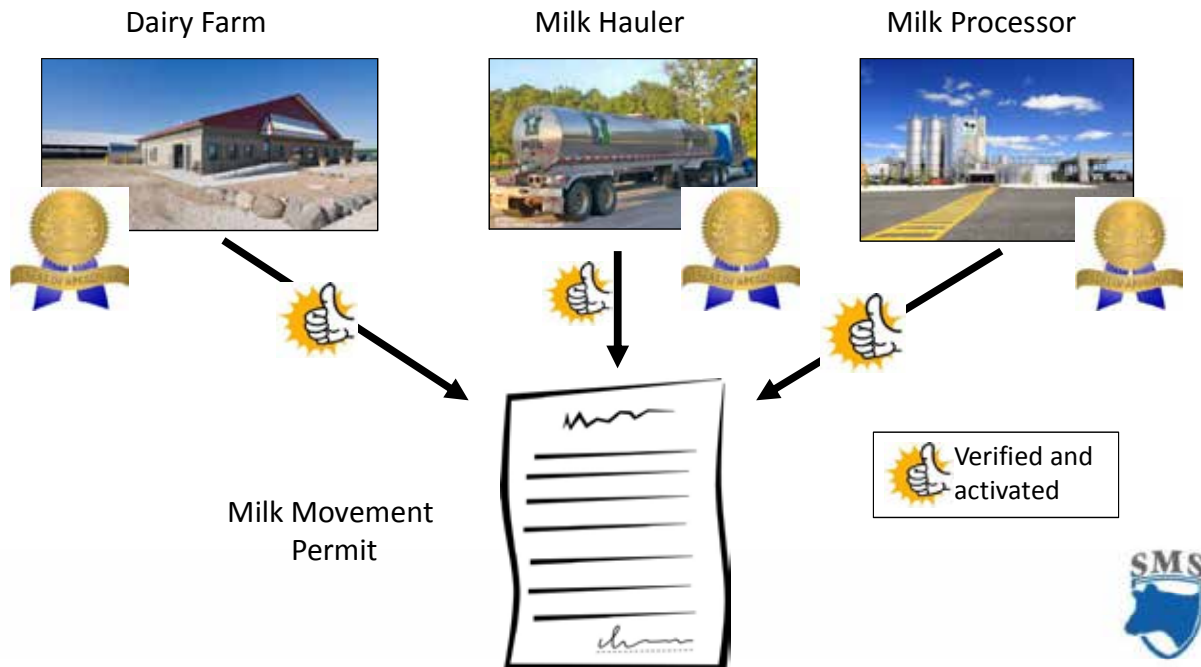 Dairy Farm
Milk Hauler
Milk Processor
Verified and
activated
Milk Movement
Permit
SMS